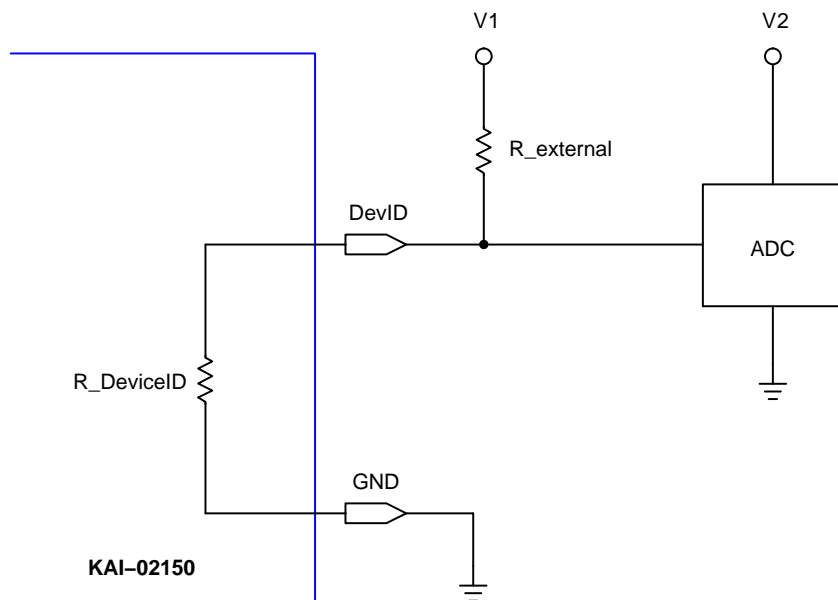 V1
V2
R_external
DevID
ADC
R_DeviceID
GND
KAI–02150